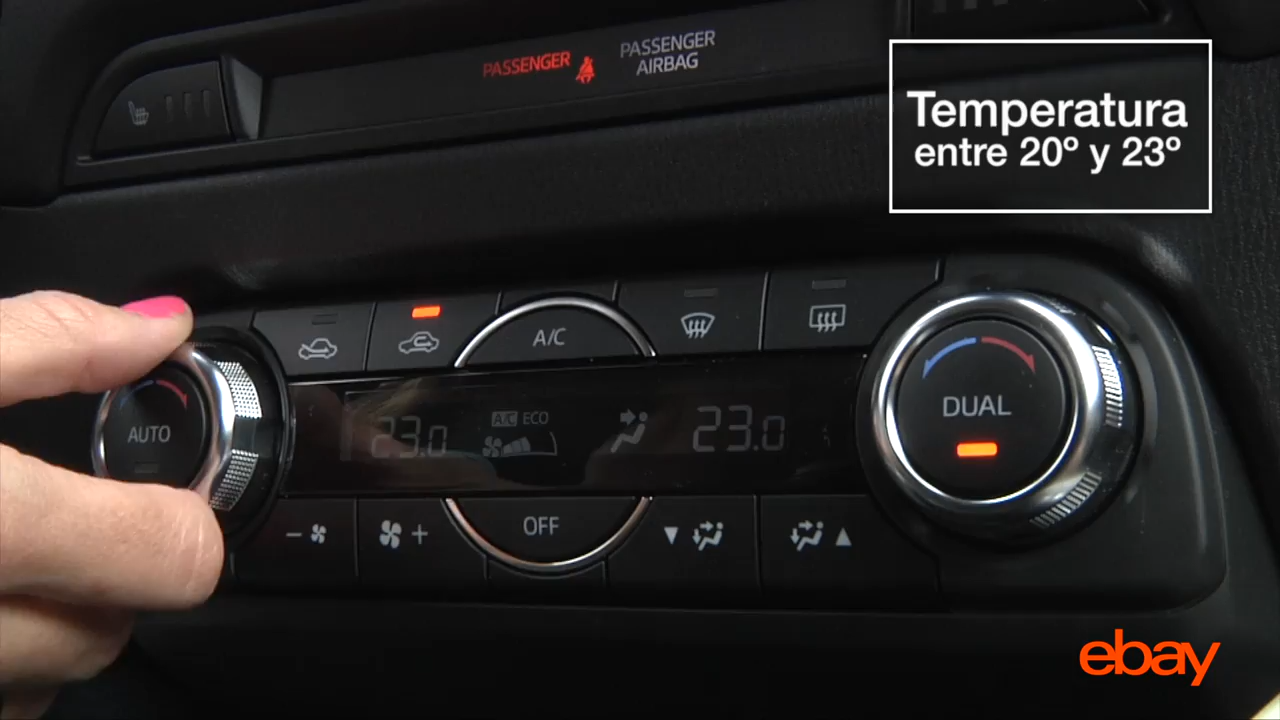 PASSENGER
PASSENGER
AIRBAG
Temperatura
entre 20º y 23º
A/C
AUTO
23.0
A/C ECO
23.0
DUAL
OFF
ebay